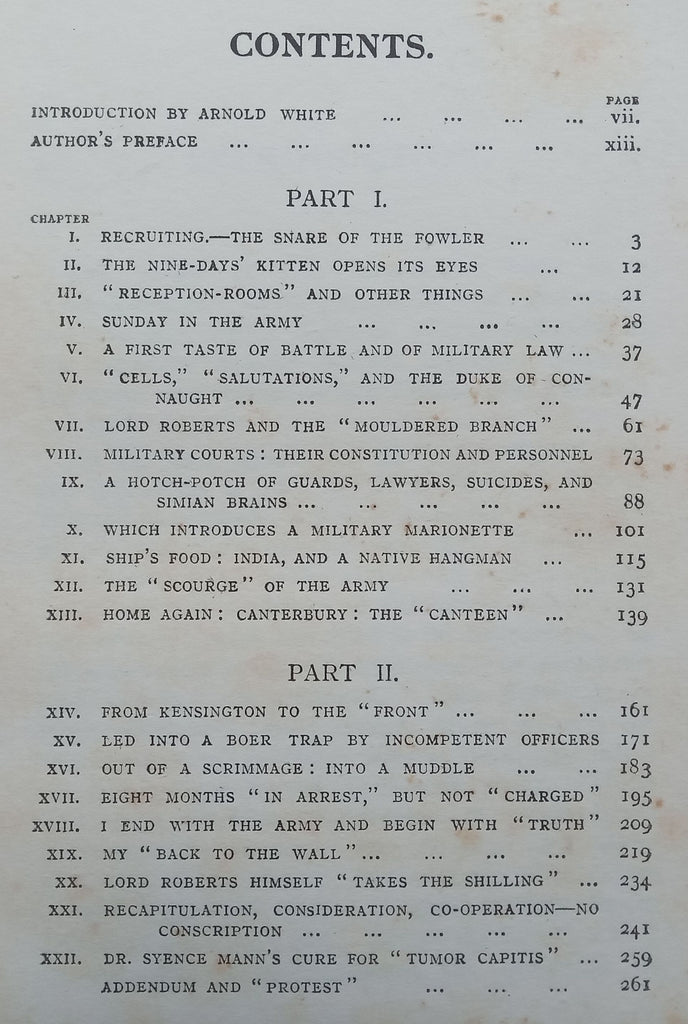 CONTENTS.
PAGE
INTRODUCTION BY ARNOLD WHITE ... ... ... ... vii.
AUTHOR'S PREFACE ... ... ... ... ... ... xiii.
PART I.
CHAPTER
I. RECRUITING.—THE SNARE OF THE FOWLER ... ... 3
II. THE NINE-DAYS' KITTEN OPENS ITS EYES ... 12
III. "RECEPTION-ROOMS" AND OTHER THINGS ... ... 21
IV. SUNDAY IN THE ARMY ... ... ... ... 28
V. A FIRST TASTE OF BATTLE AND OF MILITARY LAW ... 37
VI. "CELLS," "SALUTATIONS," AND THE DUKE OF CON-
NAUGHT ... ... ... ... ... ... 47
VII. LORD ROBERTS AND THE "MOULDERED BRANCH" ... 61
VIII. MILITARY COURTS : THEIR CONSTITUTION AND PERSONNEL 73
IX. A HOTCH-POTCH OF GUARDS, LAWYERS, SUICIDES, AND
SIMIAN BRAINS ... ... ... ... ... 88
X. WHICH INTRODUCES A MILITARY MARIONETTE ... 101
XI. SHIP'S FOOD : INDIA, AND A NATIVE HANGMAN ... 115
XII. THE "SCOURGE" OF THE ARMY ... ... ... 131
XIII. HOME AGAIN : CANTERBURY : THE "CANTEEN" ... 139
PART II.
XIV. FROM KENSINGTON TO THE "FRONT" ... ... ... 161
XV. LED INTO A BOER TRAP BY INCOMPETENT OFFICERS 171
XVI. OUT OF A SCRIMMAGE : INTO A MUDDLE ... ... 183
XVII. EIGHT MONTHS "IN ARREST," BUT NOT "CHARGED" 195
XVIII. I END WITH THE ARMY AND BEGIN WITH "TRUTH" 209
XIX. MY "BACK TO THE WALL" ... ... ... ... 219
XX. LORD ROBERTS HIMSELF "TAKES THE SHILLING" ... 234
XXI. RECAPITULATION, CONSIDERATION, CO-OPERATION—NO
CONSCRIPTION ... ... ... ... ... 241
XXII. DR. SYENCE MANN'S CURE FOR "TUMOR CAPITIS" ... 259
ADDENDUM AND "PROTEST" ... ... ... 261